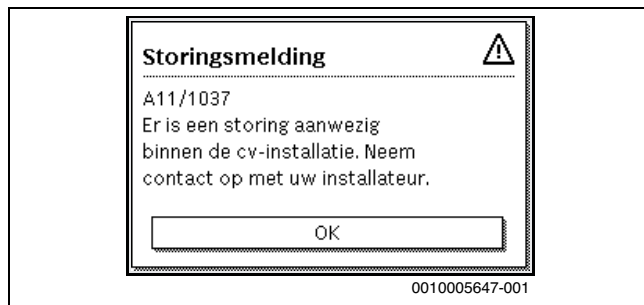 Storingsmelding
A11/1037
Er is een storing aanwezig
binnen de cv-installatie. Neem
contact op met uw installateur.
OK
0010005647-001